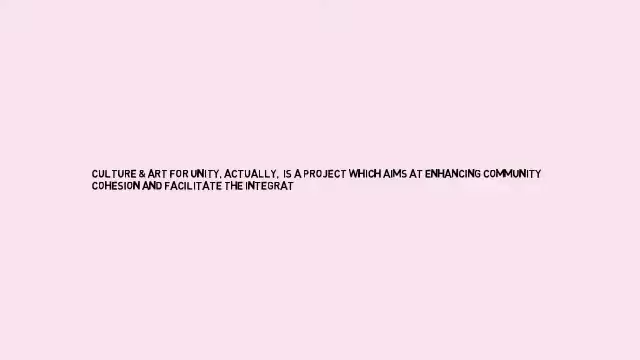 CULTURE & ART FOR UNITY, ACTUALLY, IS A PROJECT WHICH AIMS AT ENHANCING COMMUNITY
COHESION AND FACILITATE THE INTEGRAT